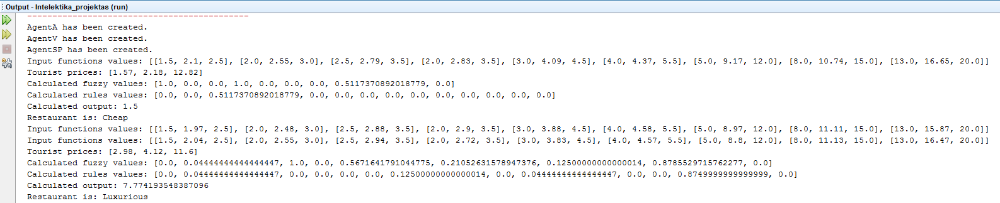 Output - Intelektika_projektas (run)
--------------------------------------------
AgentA has been created.
AgentV has been created.
AgentSP has been created.
Input functions values: [[1.5, 2.1, 2.5], [2.0, 2.55, 3.0], [2.5, 2.79, 3.5], [2.0, 2.83, 3.5], [3.0, 4.09, 4.5], [4.0, 4.37, 5.5], [5.0, 9.17, 12.0], [8.0, 10.74, 15.0], [13.0, 16.65, 20.0]]
Tourist prices: [1.57, 2.18, 12.82]
Calculated fuzzy values: [1.0, 0.0, 0.0, 1.0, 0.0, 0.0, 0.0, 0.5117370892018779, 0.0]
Calculated rules values: [0.0, 0.0, 0.5117370892018779, 0.0, 0.0, 0.0, 0.0, 0.0, 0.0, 0.0, 0.0, 0.0]
Calculated output: 1.5
Restaurant is: Cheap
Input functions values: [[1.5, 1.97, 2.5], [2.0, 2.48, 3.0], [2.5, 2.88, 3.5], [2.0, 2.9, 3.5], [3.0, 3.88, 4.5], [4.0, 4.58, 5.5], [5.0, 8.97, 12.0], [8.0, 11.11, 15.0], [13.0, 15.87, 20.0]]
Input functions values: [[1.5, 2.04, 2.5], [2.0, 2.55, 3.0], [2.5, 2.94, 3.5], [2.0, 2.72, 3.5], [3.0, 3.83, 4.5], [4.0, 4.57, 5.5], [5.0, 8.8, 12.0], [8.0, 11.13, 15.0], [13.0, 16.47, 20.0]]
Tourist prices: [2.98, 4.12, 11.6]
Calculated fuzzy values: [0.0, 0.04444444444444447, 1.0, 0.0, 0.5671641791044775, 0.21052631578947376, 0.12500000000000014, 0.8785529715762277, 0.0]
Calculated rules values: [0.0, 0.04444444444444447, 0.0, 0.0, 0.0, 0.12500000000000014, 0.0, 0.04444444444444447, 0.0, 0.0, 0.8749999999999999, 0.0]
Calculated output: 7.774193548387096
Restaurant is: Luxurious